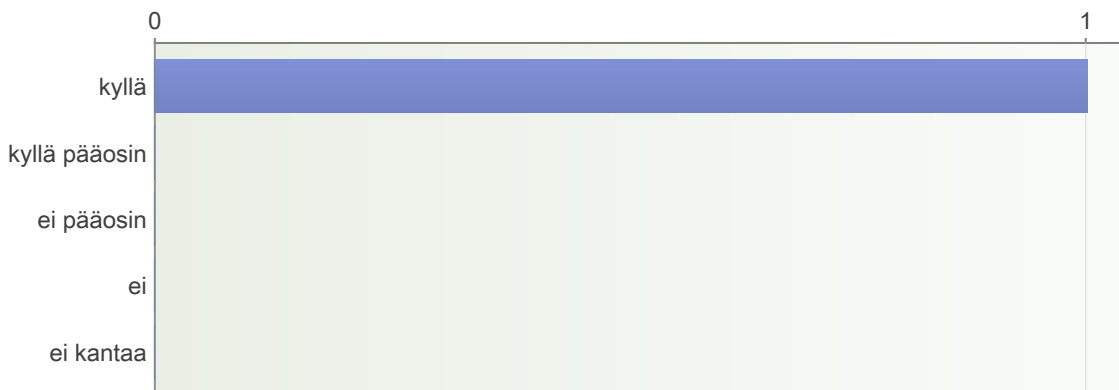 0 1
kyllä
kyllä pääosin
ei pääosin
ei
ei kantaa